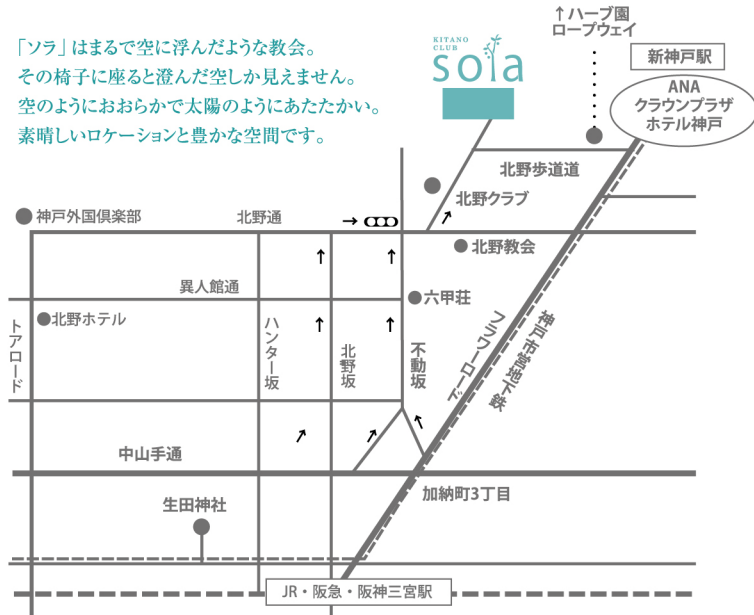 「ソラ」はまるで空に浮んだような教会。
その椅子に座ると澄んだ空しか見えません。
空のようにおおらかで太陽のようにあたたかい。
素晴しいロケーションと豊かな空間です。
KITANO
CLUB
sola
↑ハーブ園
ロープウェイ
新神戸駅
ANA
クラウンプラザ
ホテル神戸
北野歩道道
北野クラブ
神戸外国倶楽部
北野通
北野教会
異人館通
六甲荘
北野ホテル
トアロード
ハンター坂
北野坂
不動坂
フラワーロード
神戸市営地下鉄
中山手通
加納町3丁目
生田神社
JR・阪急・阪神三宮駅